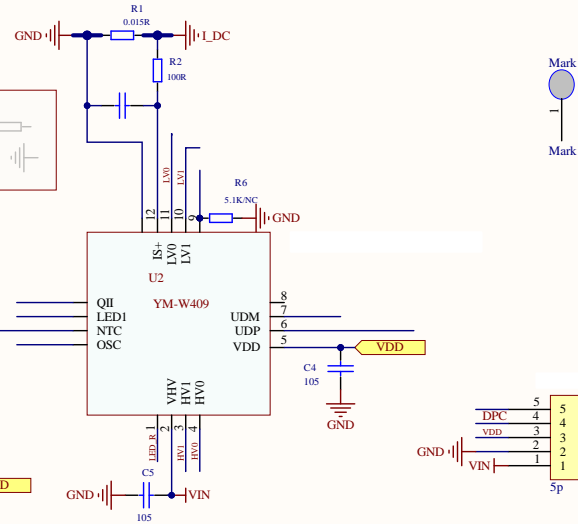 R1
0.015R
GND
I_DC
R2
100R
Mark
1
Mark
LV0
LV1
R6
5.1K/NC
GND
12
11
10
9
IS+
LV0
LV1
U2
YM-W409
QII
LED1
NTC
OSC
8
UDM 7
UDP 6
VDD 5
VDD
C4
105
GND
VHV
HV1
HV0
1
2
3
4
LED_R
HV1
HV0
C5
GND
VIN
105
D
5 5
DPC 4 4
VDD 3 3
GND 2 2
VIN 1 1
5p